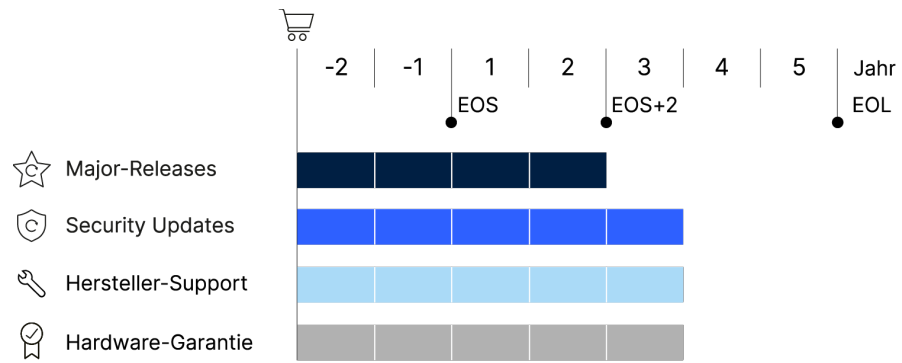 -2 -1 1 2 3 4 5 Jahr
EOS EOS+2 EOL
Major-Releases
Security Updates
Hersteller-Support
Hardware-Garantie